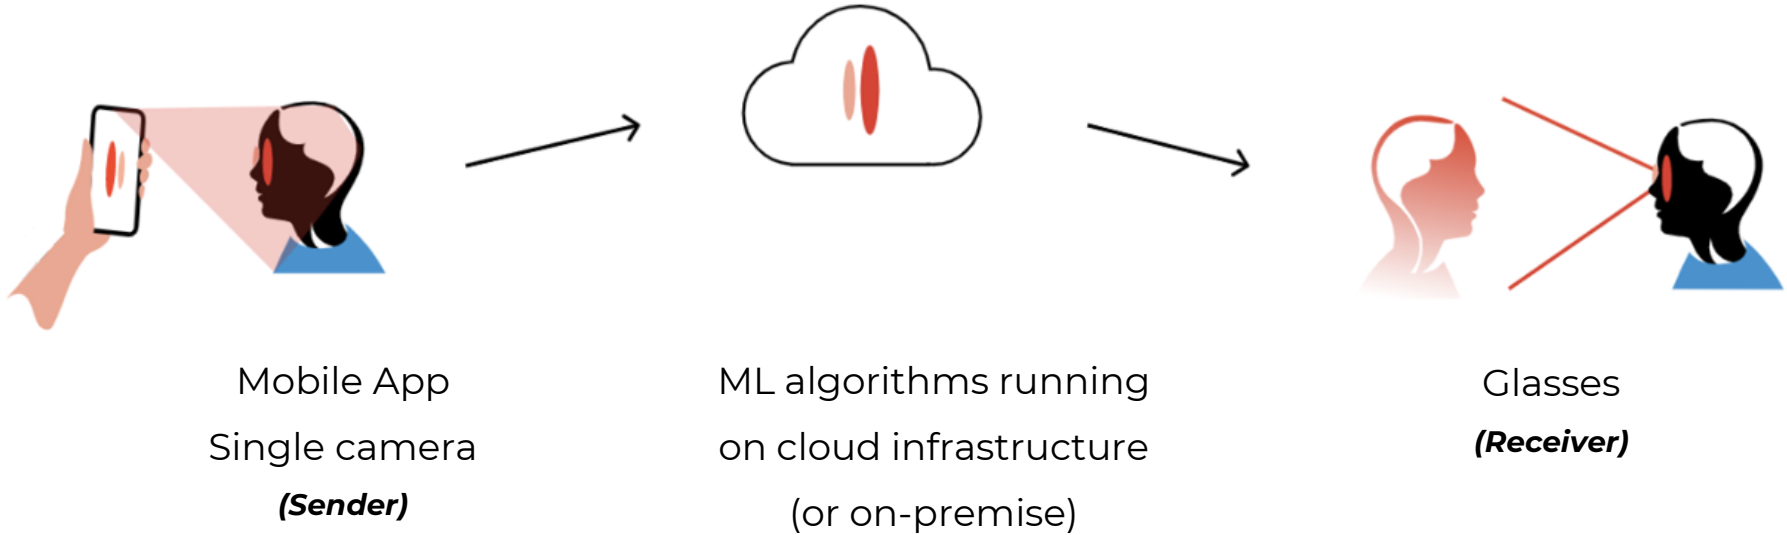 Mobile App
Single camera
(Sender)
ML algorithms running
on cloud infrastructure
(or on-premise)
Glasses
(Receiver)